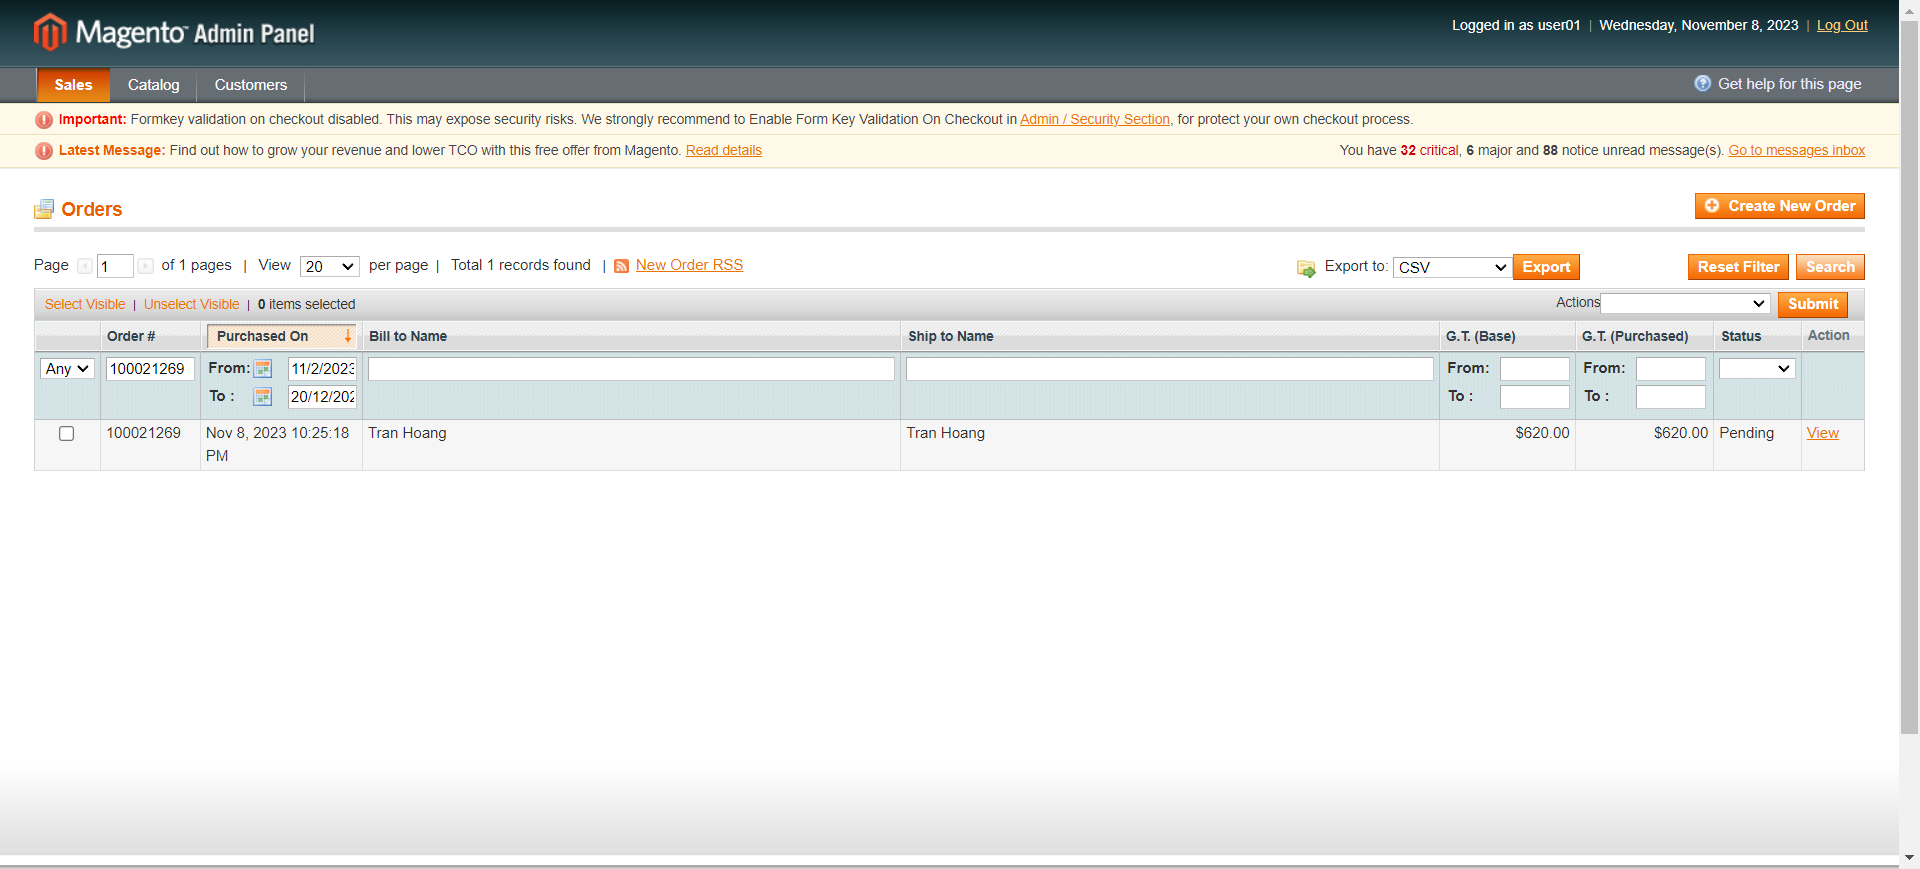 Magento Admin Panel
Logged in as user01 | Wednesday, November 8, 2023 | Log Out
Sales Catalog Customers
Get help for this page
Important: Formkey validation on checkout disabled. This may expose security risks. We strongly recommend to Enable Form Key Validation On Checkout in Admin / Security Section, for protect your own checkout process.
Latest Message: Find out how to grow your revenue and lower TCO with this free offer from Magento. Read details
You have 32 critical, 6 major and 88 notice unread message(s). Go to messages inbox
Orders
Create New Order
Page 1 of 1 pages | View 20 per page | Total 1 records found | New Order RSS
Export to: CSV Export Reset Filter Search
Select Visible | Unselect Visible | 0 items selected
Actions Submit
Order # Purchased On Bill to Name Ship to Name G.T. (Base) G.T. (Purchased) Status Action
Any 100021269 From: 11/2/2023 From: From:
To : 20/12/202 To : To :
100021269 Nov 8, 2023 10:25:18 PM Tran Hoang Tran Hoang $620.00 $620.00 Pending View